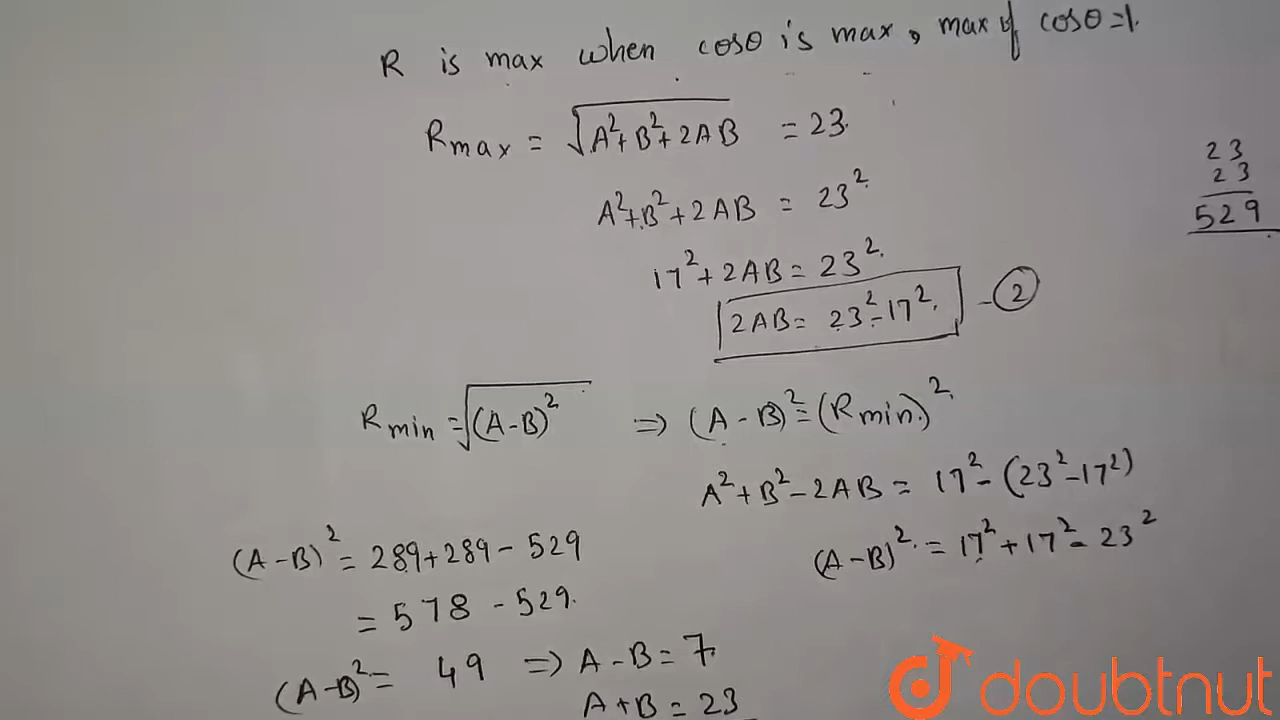 R is max when cosθ is max, max if cosθ=1.
Rmax = √A²+B²+2AB = 23.
23
23
529
A²+B²+2AB = 23².
17²+2AB = 23².
2AB = 23²-17². - ②
Rmin = √(A-B)² ⇒ (A-B)² = (Rmin.)².
A²+B²-2AB = 17²-(23²-17²)
(A-B)² = 289+289-529
(A-B)². = 17²+17²-23²
= 578-529.
(A-B)² = 49 ⇒ A-B = 7.
A+B = 23
doubtnut